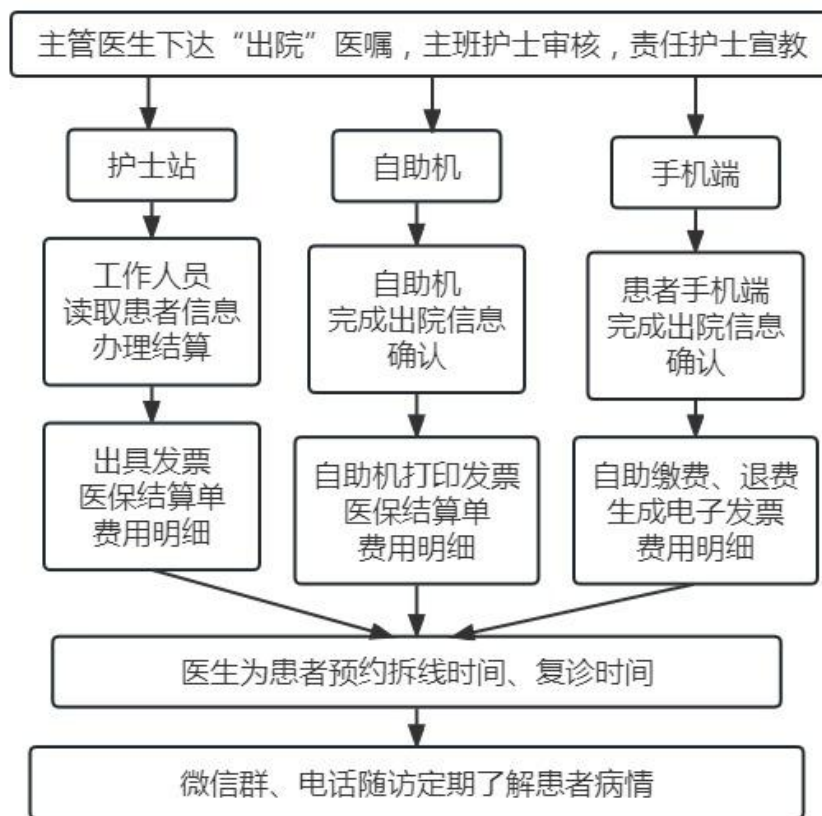 主管医生下达“出院”医嘱，主班护士审核，责任护士宣教
护士站
自助机
手机端
工作人员
读取患者信息
办理结算
自助机
完成出院信息
确认
患者手机端
完成出院信息
确认
出具发票
医保结算单
费用明细
自助机打印发票
医保结算单
费用明细
自助缴费、退费
生成电子发票
费用明细
医生为患者预约拆线时间、复诊时间
微信群、电话随访定期了解患者病情